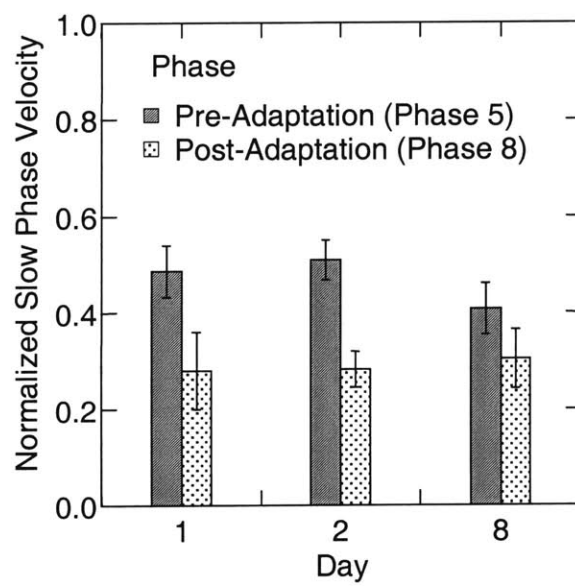 Normalized Slow Phase Velocity
1.0
0.8
0.6
0.4
0.2
0.0
Phase
Pre-Adaptation (Phase 5)
Post-Adaptation (Phase 8)
1
2
8
Day